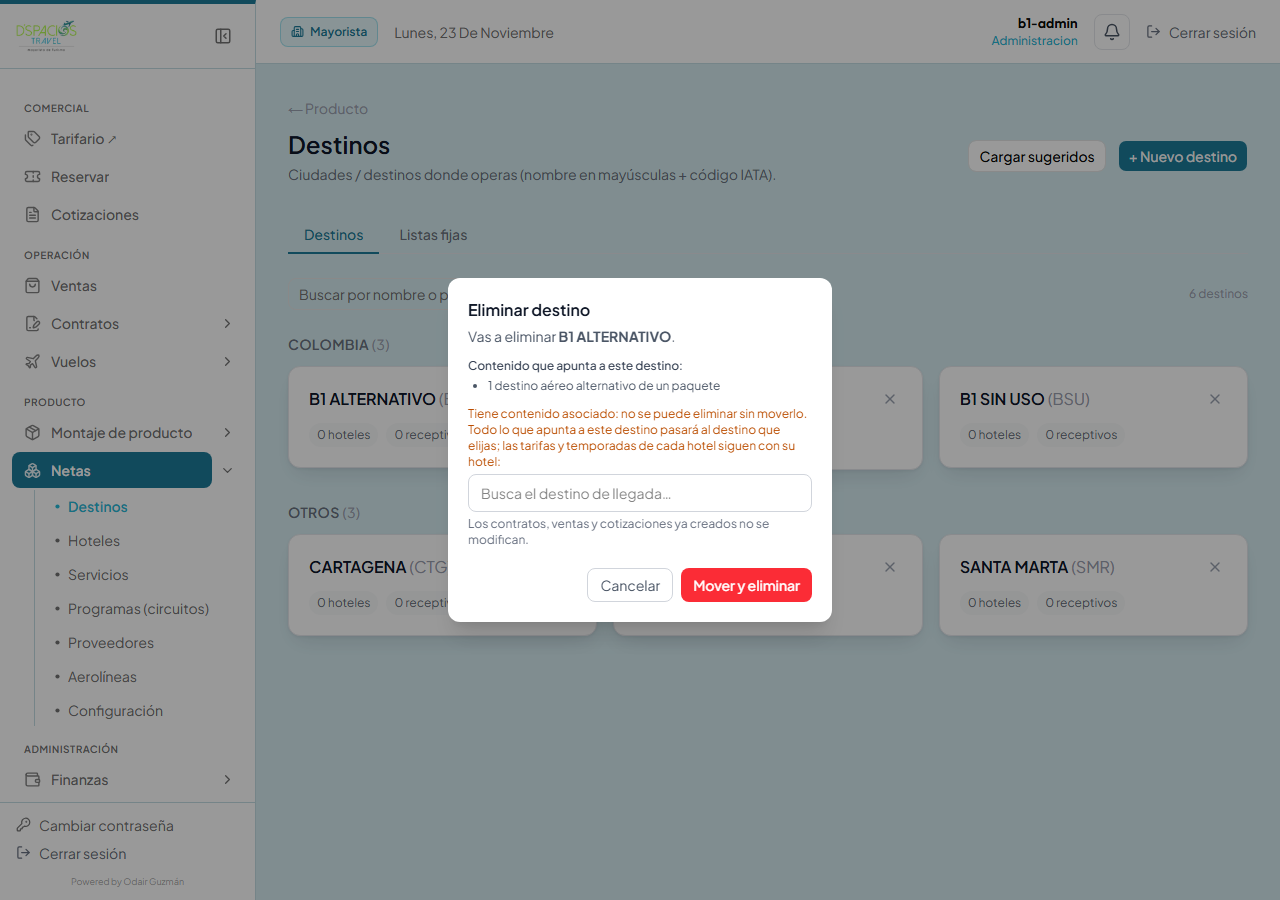 D'SPACIOS
TRAVEL
Mayorista
Lunes, 23 De Noviembre
b1-admin
Administracion
Cerrar sesión
COMERCIAL
Tarifario ↗
Reservar
Cotizaciones
OPERACIÓN
Ventas
Contratos
Vuelos
PRODUCTO
Montaje de producto
Netas
• Destinos
• Hoteles
• Servicios
• Programas (circuitos)
• Proveedores
• Aerolíneas
• Configuración
ADMINISTRACIÓN
Finanzas
Cambiar contraseña
Cerrar sesión
Powered by Odair Guzmán
← Producto
Destinos
Ciudades / destinos donde operas (nombre en mayúsculas + código IATA).
Cargar sugeridos
+ Nuevo destino
Destinos
Listas fijas
Buscar por nombre o p
6 destinos
COLOMBIA (3)
B1 ALTERNATIVO
0 hoteles
0 recepti
B1 SIN USO (BSU)
0 hoteles
0 receptivos
OTROS (3)
CARTAGENA (CTG
0 hoteles
0 recepti
SANTA MARTA (SMR)
0 hoteles
0 receptivos
Eliminar destino
Vas a eliminar B1 ALTERNATIVO.
Contenido que apunta a este destino:
• 1 destino aéreo alternativo de un paquete
Tiene contenido asociado: no se puede eliminar sin moverlo.
Todo lo que apunta a este destino pasará al destino que
elijas; las tarifas y temporadas de cada hotel siguen con su
hotel:
Busca el destino de llegada…
Los contratos, ventas y cotizaciones ya creados no se
modifican.
Cancelar
Mover y eliminar